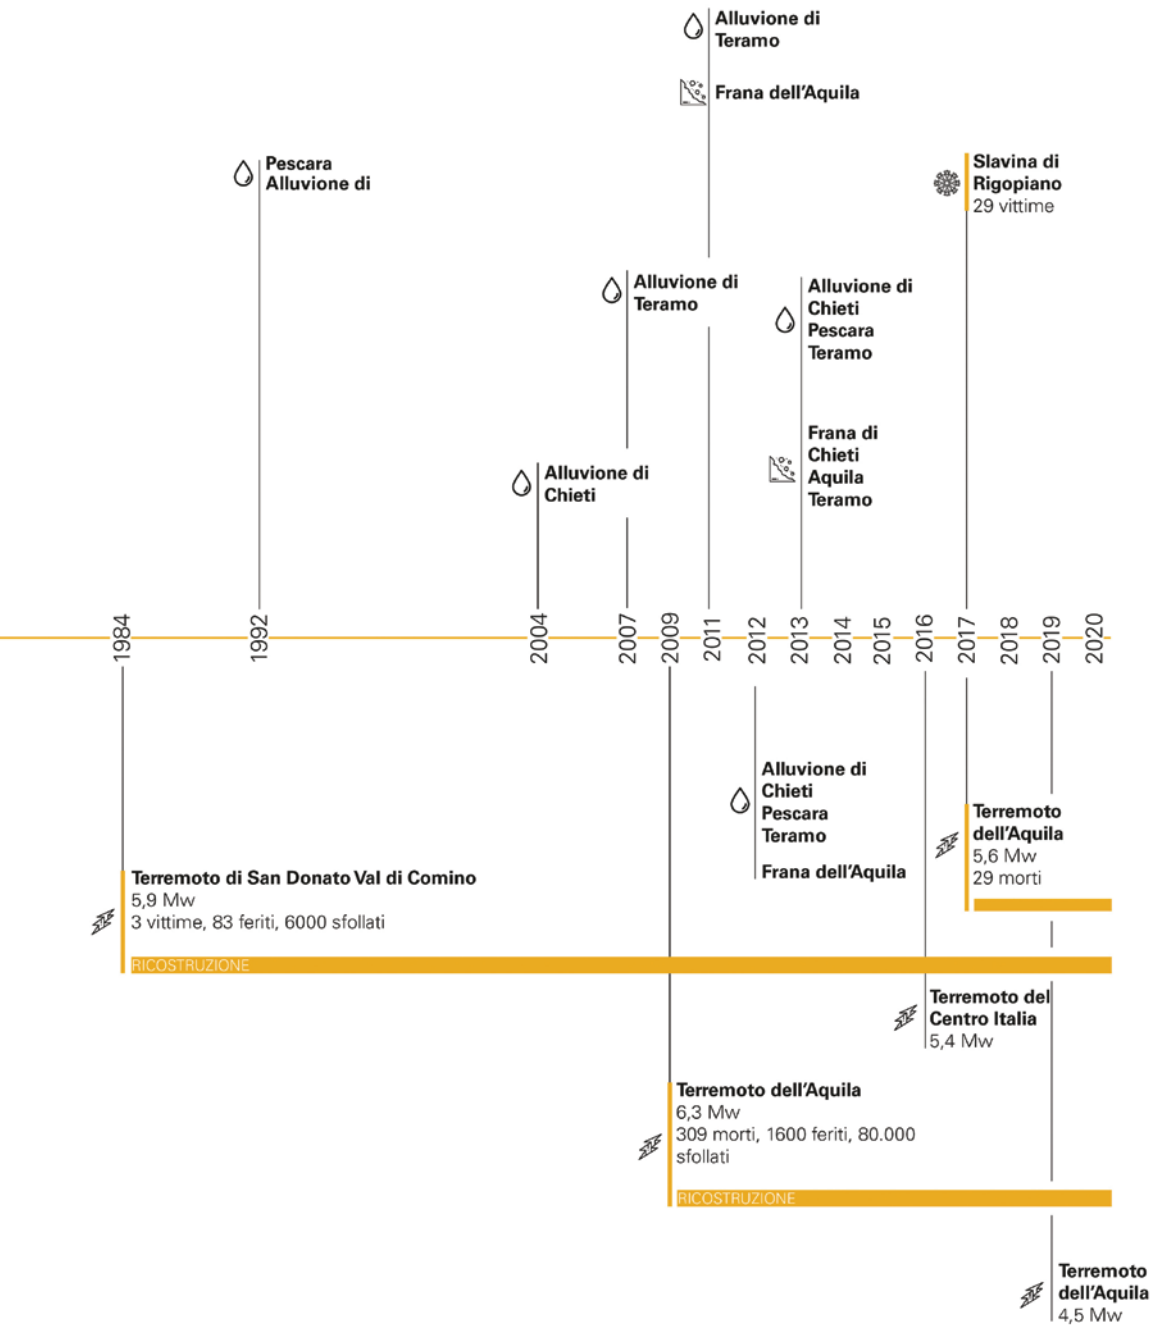 Alluvione di
Teramo
Frana dell'Aquila
Pescara
Alluvione di
Slavina di
Rigopiano
29 vittime
Alluvione di
Teramo
Alluvione di
Chieti
Pescara
Teramo
Frana di
Chieti
Aquila
Teramo
Alluvione di
Chieti
1984
1992
2004
2007
2009
2011
2012
2013
2014
2015
2016
2017
2018
2019
2020
Alluvione di
Chieti
Pescara
Teramo
Frana dell'Aquila
Terremoto
dell'Aquila
5,6 Mw
29 morti
Terremoto di San Donato Val di Comino
5,9 Mw
3 vittime, 83 feriti, 6000 sfollati
RICOSTRUZIONE
Terremoto del
Centro Italia
5,4 Mw
Terremoto dell'Aquila
6,3 Mw
309 morti, 1600 feriti, 80.000
sfollati
RICOSTRUZIONE
Terremoto
dell'Aquila
4,5 Mw